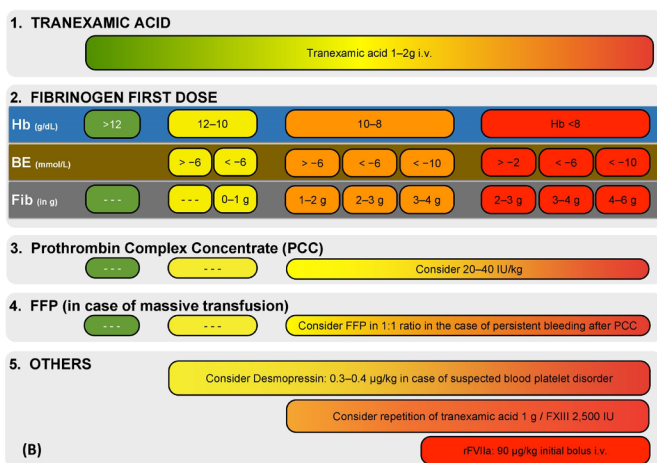 1. TRANEXAMIC ACID
Tranexamic acid 1–2g i.v.
2. FIBRINOGEN FIRST DOSE
Hb (g/dL) >12 12–10 10–8 Hb <8
BE (mmol/L) > −6 < −6 > −6 < −6 < −10 > −2 < −6 < −10
Fib (in g) - - - - - - 0–1 g 1–2 g 2–3 g 3–4 g 2–3 g 3–4 g 4–6 g
3. Prothrombin Complex Concentrate (PCC)
- - - - - - Consider 20–40 IU/kg
4. FFP (in case of massive transfusion)
- - - - - - Consider FFP in 1:1 ratio in the case of persistent bleeding after PCC
5. OTHERS
Consider Desmopressin: 0.3–0.4 µg/kg in case of suspected blood platelet disorder
Consider repetition of tranexamic acid 1 g / FXIII 2,500 IU
(B) rFVIIa: 90 µg/kg initial bolus i.v.